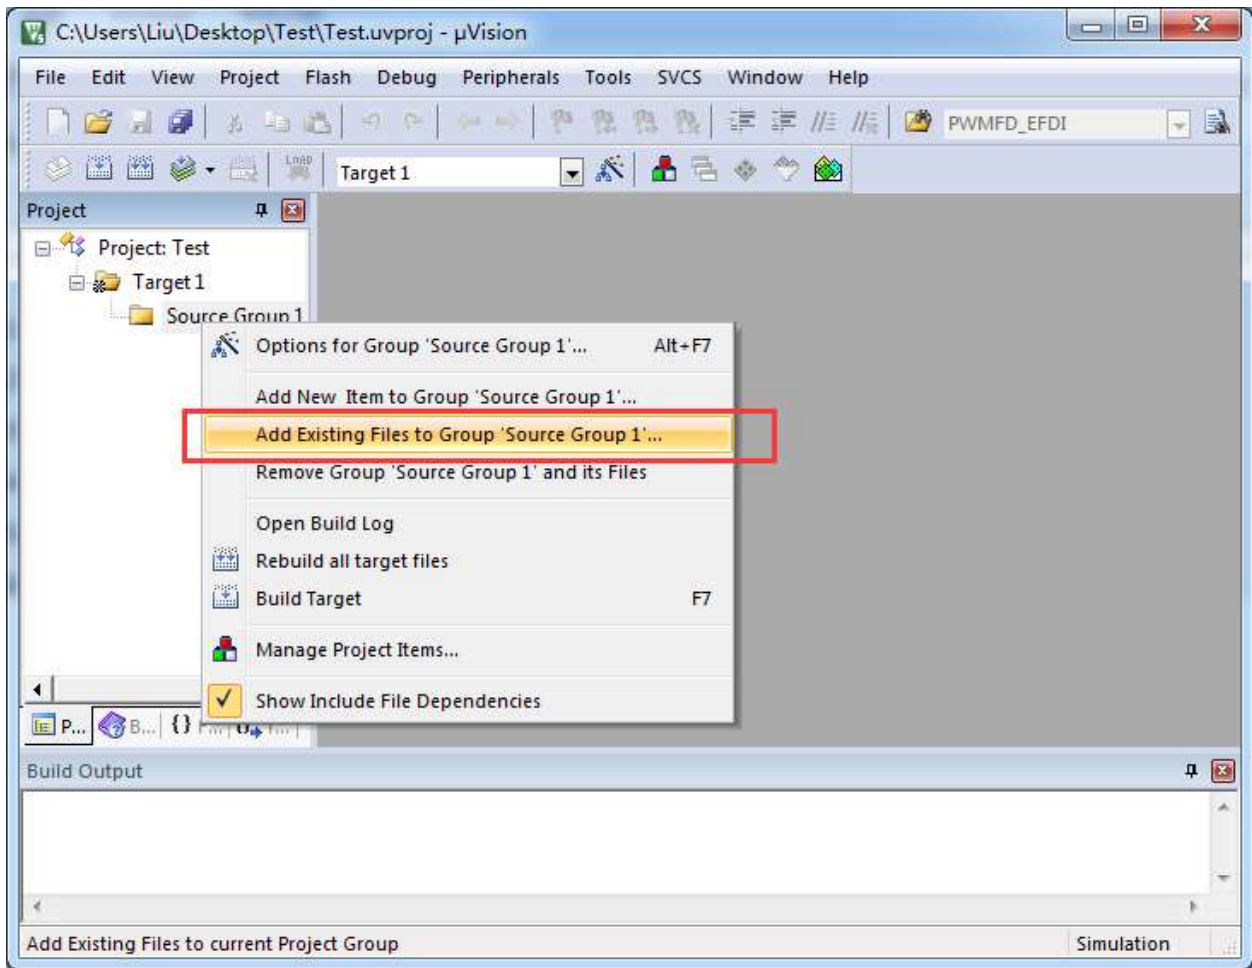 C:\Users\Liu\Desktop\Test\Test.uvproj - µVision
File Edit View Project Flash Debug Peripherals Tools SVCS Window Help
PWMFD_EFDI
LOAD Target 1
Project
Project: Test
Target 1
Source Group 1
Options for Group 'Source Group 1'... Alt+F7
Add New Item to Group 'Source Group 1'...
Add Existing Files to Group 'Source Group 1'...
Remove Group 'Source Group 1' and its Files
Open Build Log
Rebuild all target files
Build Target F7
Manage Project Items...
Show Include File Dependencies
P... B... {}
Build Output
Add Existing Files to current Project Group Simulation